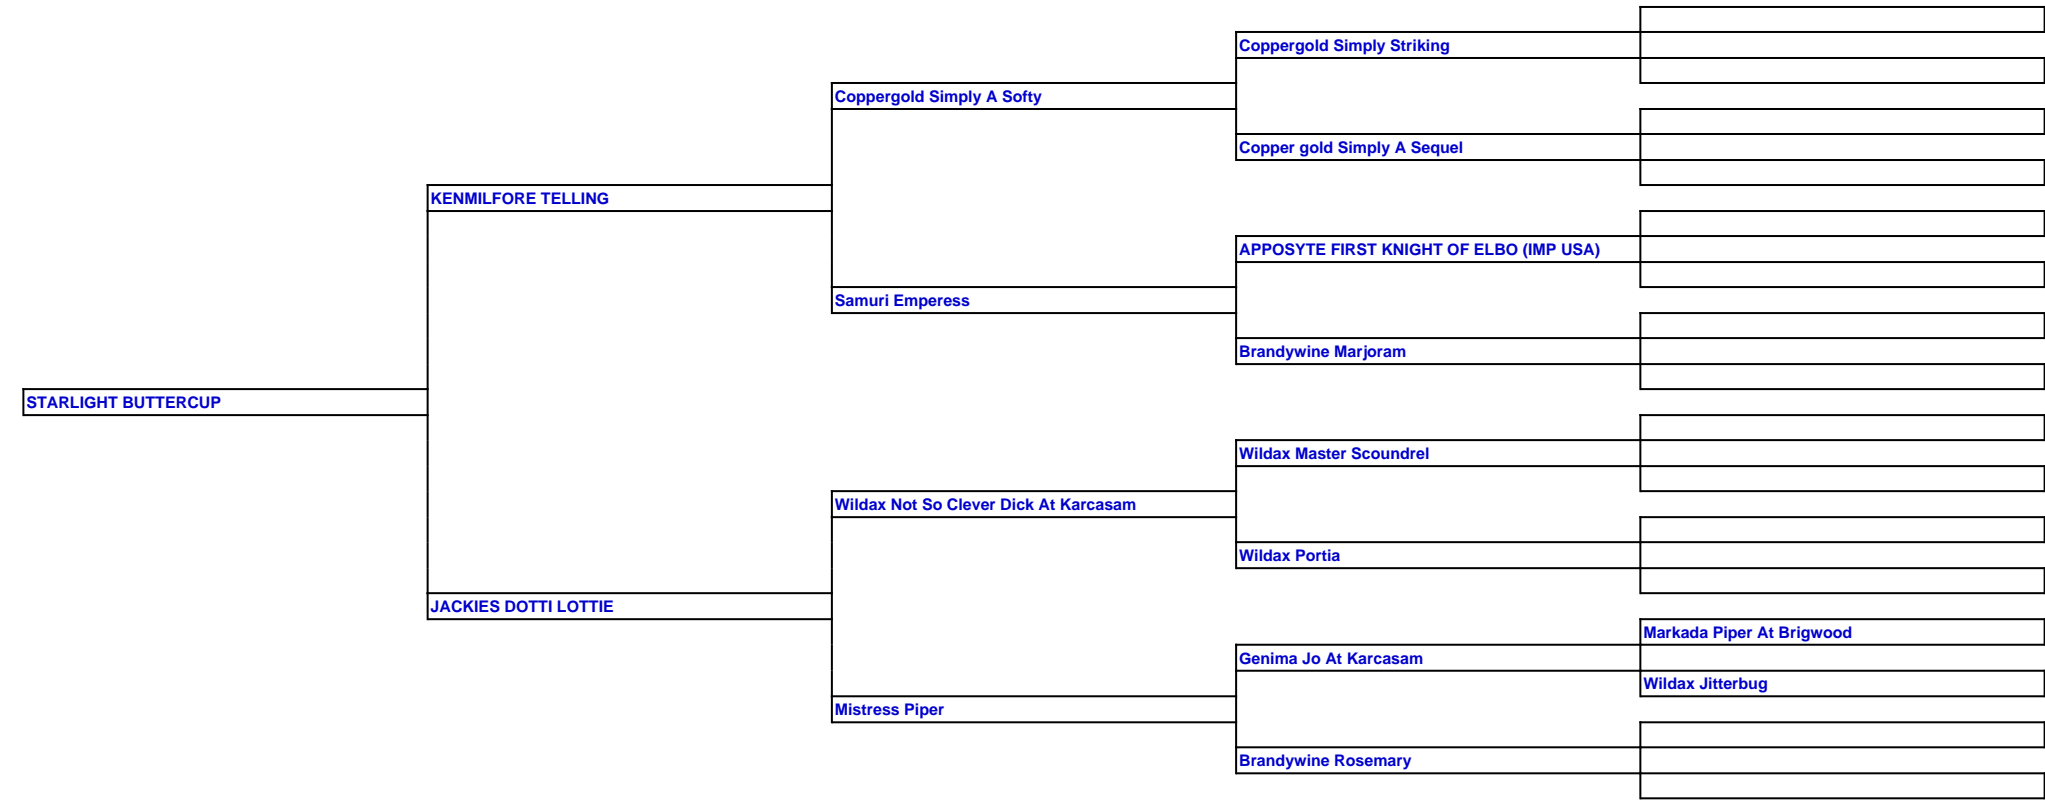 Coppergold Simply Striking
Coppergold Simply A Softy
Copper gold Simply A Sequel
KENMILFORE TELLING
APPOSYTE FIRST KNIGHT OF ELBO (IMP USA)
Samuri Emperess
Brandywine Marjoram
STARLIGHT BUTTERCUP
Wildax Master Scoundrel
Wildax Not So Clever Dick At Karcasam
Wildax Portia
JACKIES DOTTI LOTTIE
Markada Piper At Brigwood
Genima Jo At Karcasam
Wildax Jitterbug
Mistress Piper
Brandywine Rosemary